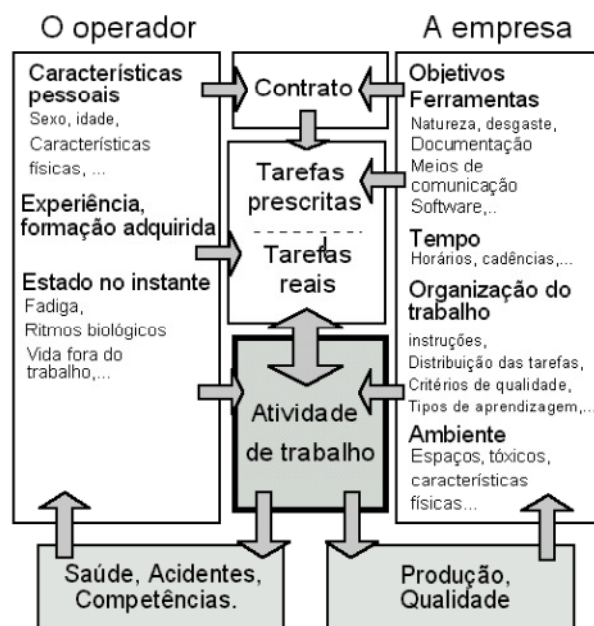 O operador
A empresa
Características
pessoais
Sexo, idade,
Características
físicas, ...
Experiência,
formação adquirida
Estado no instante
Fadiga,
Ritmos biológicos
Vida fora do
trabalho,...
Contrato
Tarefas
prescritas
Tarefas
reais
Atividade
de trabalho
Objetivos
Ferramentas
Natureza, desgaste,
Documentação
Meios de
comunicação
Software,..
Tempo
Horários, cadências,...
Organização do
trabalho
instruções,
Distribuição das tarefas,
Critérios de qualidade,
Tipos de aprendizagem,...
Ambiente
Espaços, tóxicos,
características
físicas...
Saúde, Acidentes,
Competências.
Produção,
Qualidade